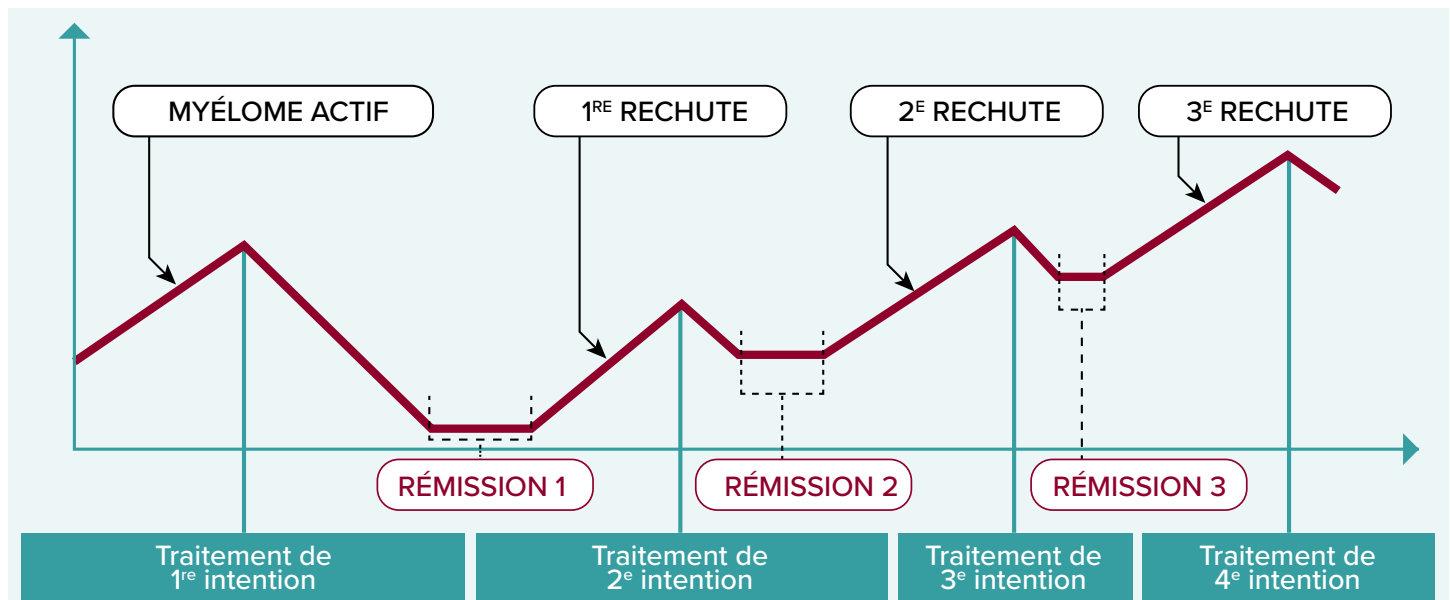 MYÉLOME ACTIF
1RE RECHUTE
2E RECHUTE
3E RECHUTE
RÉMISSION 1
RÉMISSION 2
RÉMISSION 3
Traitement de
1re intention
Traitement de
2e intention
Traitement de
3e intention
Traitement de
4e intention